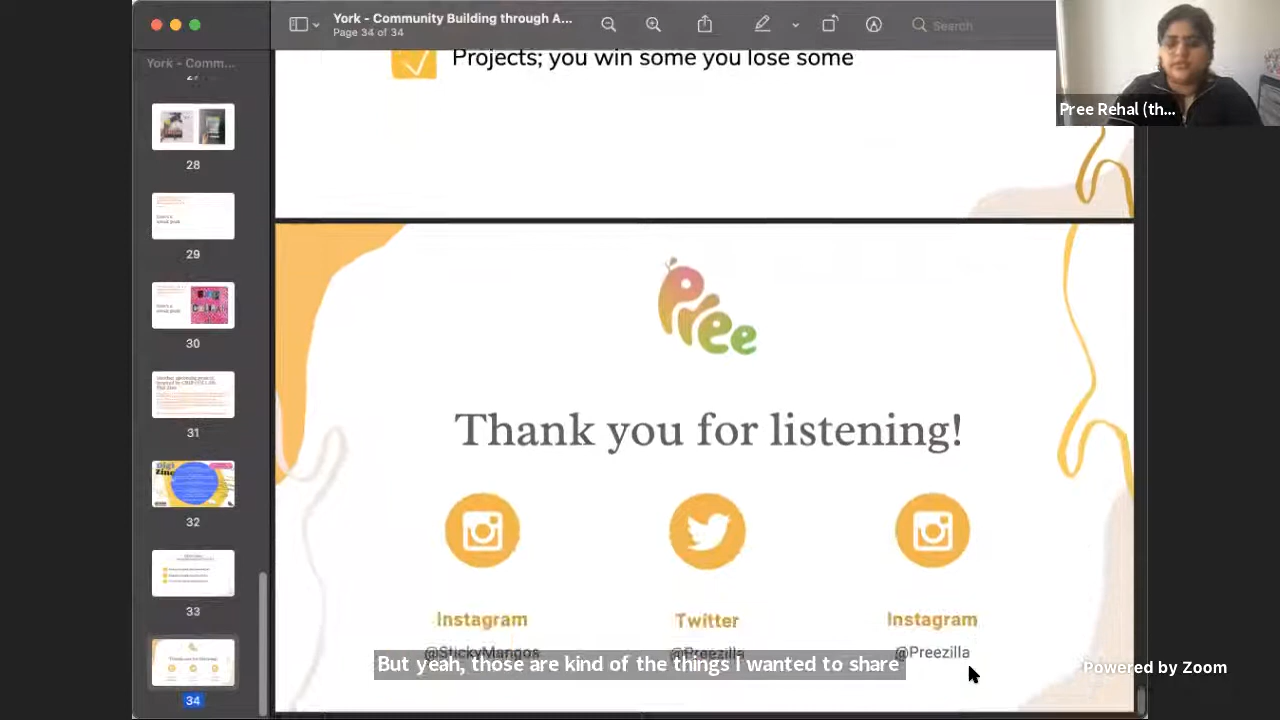 York - Community Building through A...
Page 34 of 34
Search
York - Comm...
Pree Rehal (th...
Projects; you win some you lose some
28
29
30
31
32
33
34
Pree
Thank you for listening!
Instagram
Twitter
Instagram
@StickyMangos
@Preezilla
@Preezilla
But yeah, those are kind of the things I wanted to share
Powered by Zoom